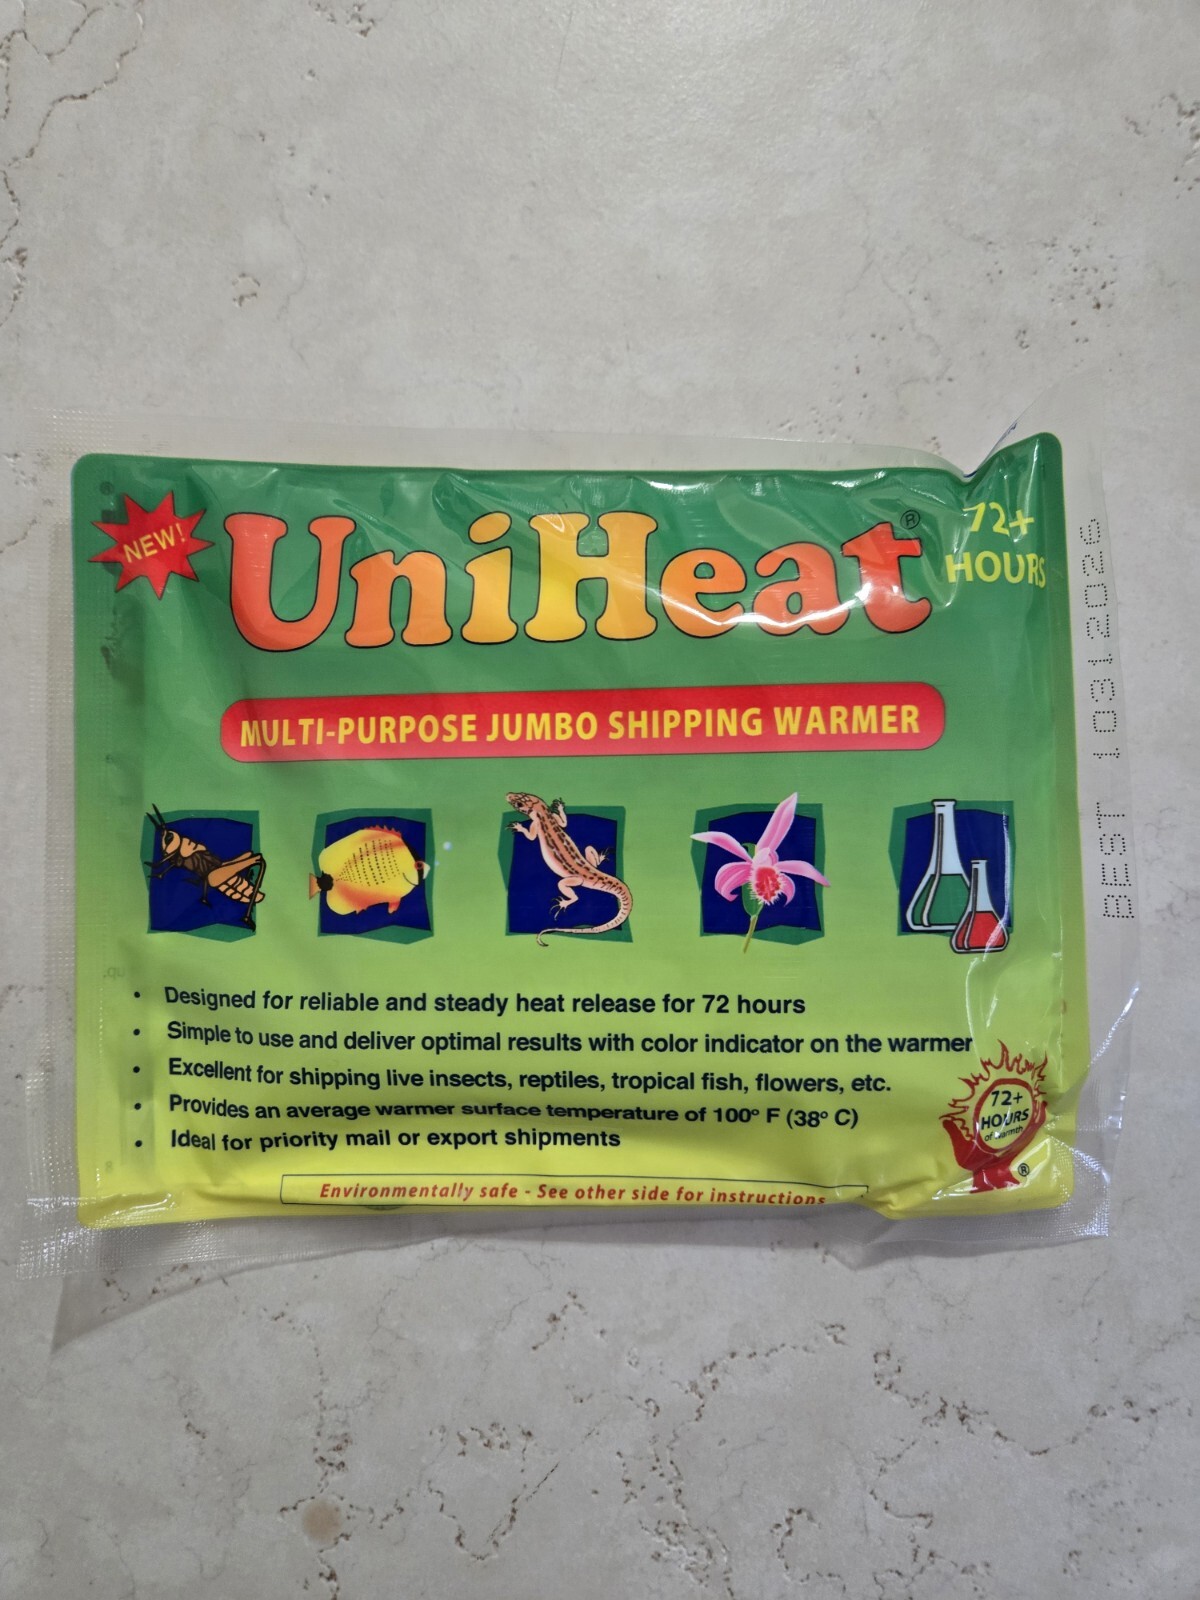 NEW!
UniHeat®
72+
HOURS
MULTI-PURPOSE JUMBO SHIPPING WARMER
• Designed for reliable and steady heat release for 72 hours
• Simple to use and deliver optimal results with color indicator on the warmer
• Excellent for shipping live insects, reptiles, tropical fish, flowers, etc.
• Provides an average warmer surface temperature of 100° F (38° C)
• Ideal for priority mail or export shipments
72+
HOURS
of warmth
®
Environmentally safe - See other side for instructions
BEST 10312026